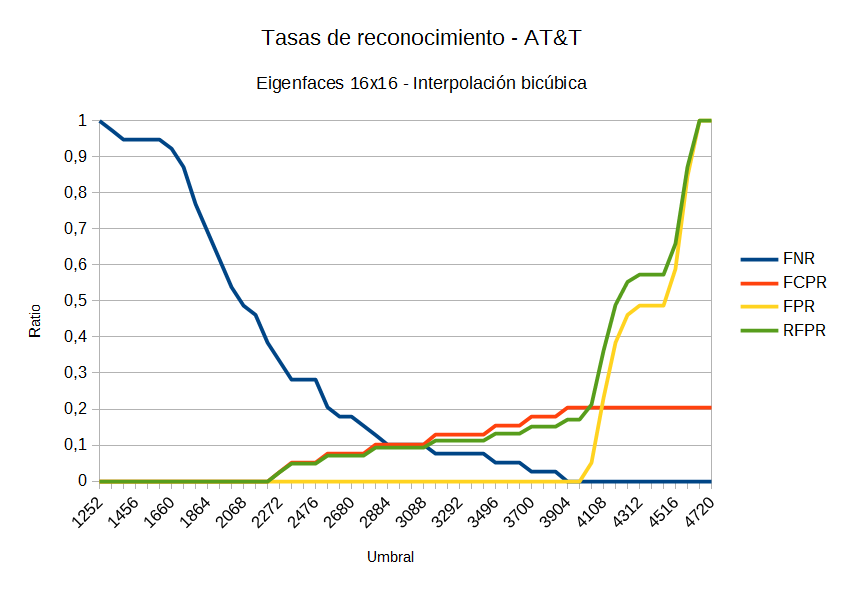 Tasas de reconocimiento - AT&T
Eigenfaces 16x16 - Interpolación bicúbica
1
0,9
0,8
0,7
0,6
0,5
0,4
0,3
0,2
0,1
0
Ratio
1252 1456 1660 1864 2068 2272 2476 2680 2884 3088 3292 3496 3700 3904 4108 4312 4516 4720
Umbral
FNR
FCPR
FPR
RFPR